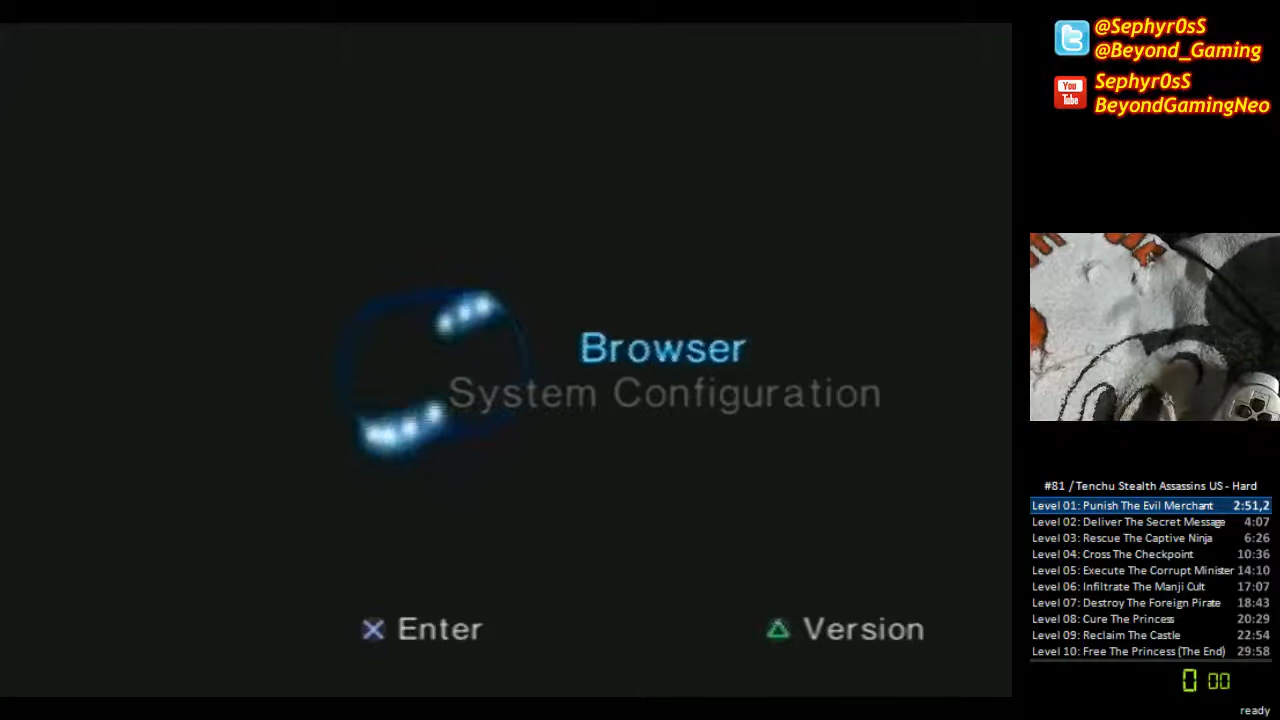 @Sephyr0sS
@Beyond_Gaming
You Tube
Sephyr0sS
BeyondGamingNeo
Browser
System Configuration
Enter
Version
#81 / Tenchu Stealth Assassins US - Hard
Level 01: Punish The Evil Merchant 2:51,2
Level 02: Deliver The Secret Message 4:07
Level 03: Rescue The Captive Ninja 6:26
Level 04: Cross The Checkpoint 10:36
Level 05: Execute The Corrupt Minister 14:10
Level 06: Infiltrate The Manji Cult 17:07
Level 07: Destroy The Foreign Pirate 18:43
Level 08: Cure The Princess 20:29
Level 09: Reclaim The Castle 22:54
Level 10: Free The Princess (The End) 29:58
0 00
ready